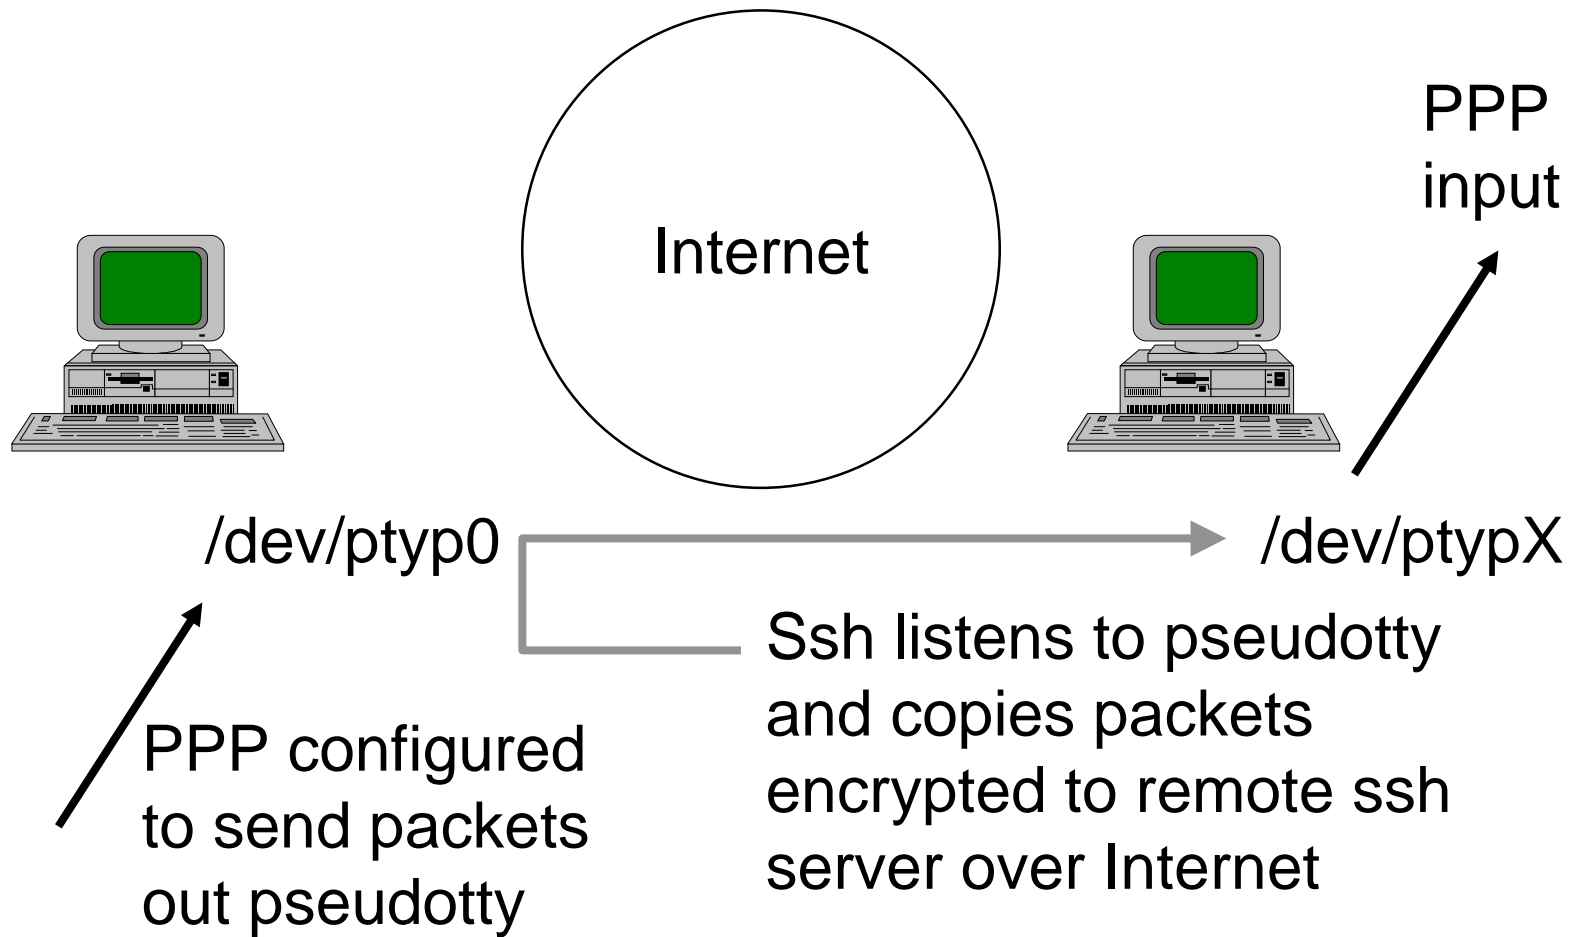 PPP
input
Internet
/dev/ptyp0
/dev/ptypX
Ssh listens to pseudotty
and copies packets
encrypted to remote ssh
server over Internet
PPP configured
to send packets
out pseudotty